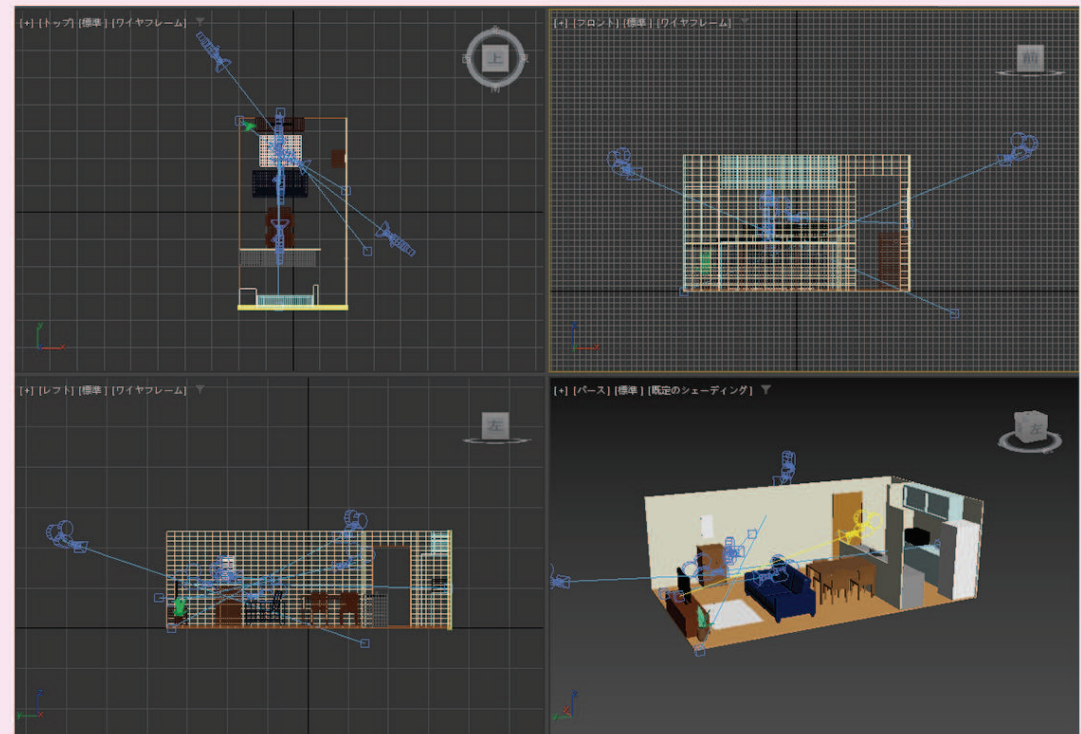 [+] [トップ] [標準] [ワイヤフレーム]
上
[+] [フロント] [標準] [ワイヤフレーム]
前
y
x
[+] [レフト] [標準] [ワイヤフレーム]
左
[+] [パース] [標準] [既定のシェーディング]
左